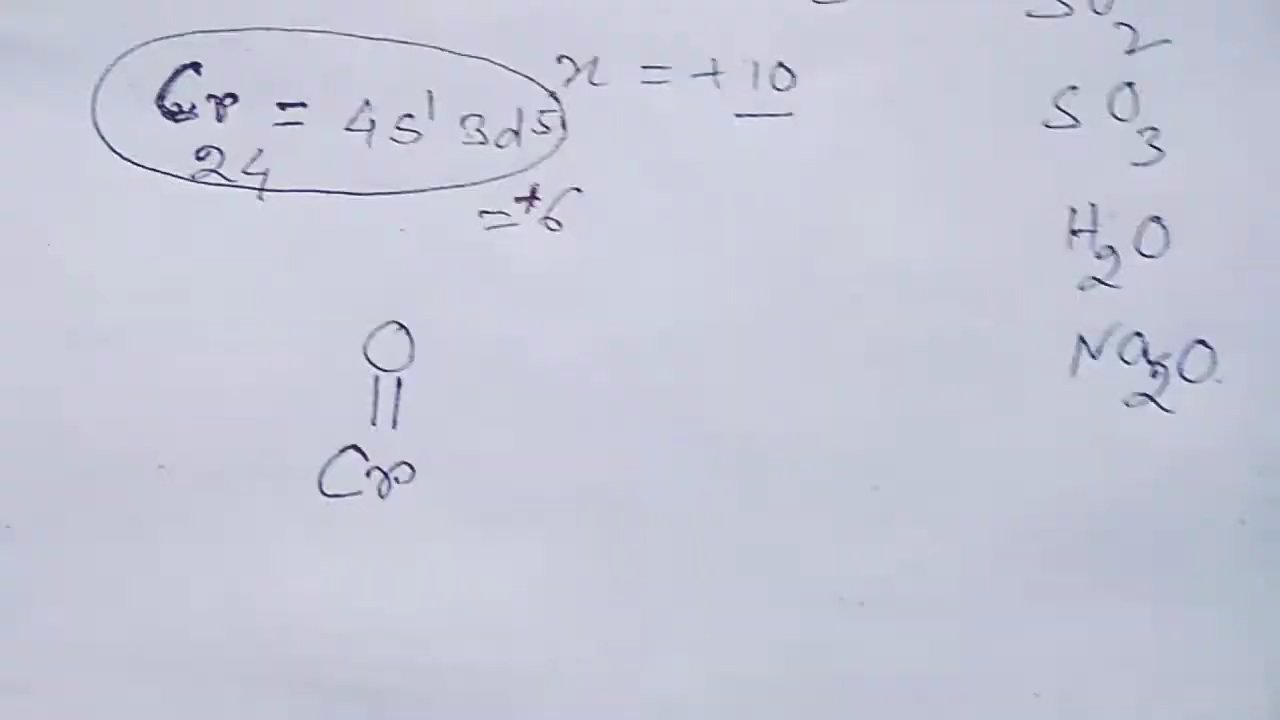 x = +10
Cr = 4s¹ 3d⁵
24
= +6
O
||
Cr
SO₂
SO₃
H₂O
Na₂O